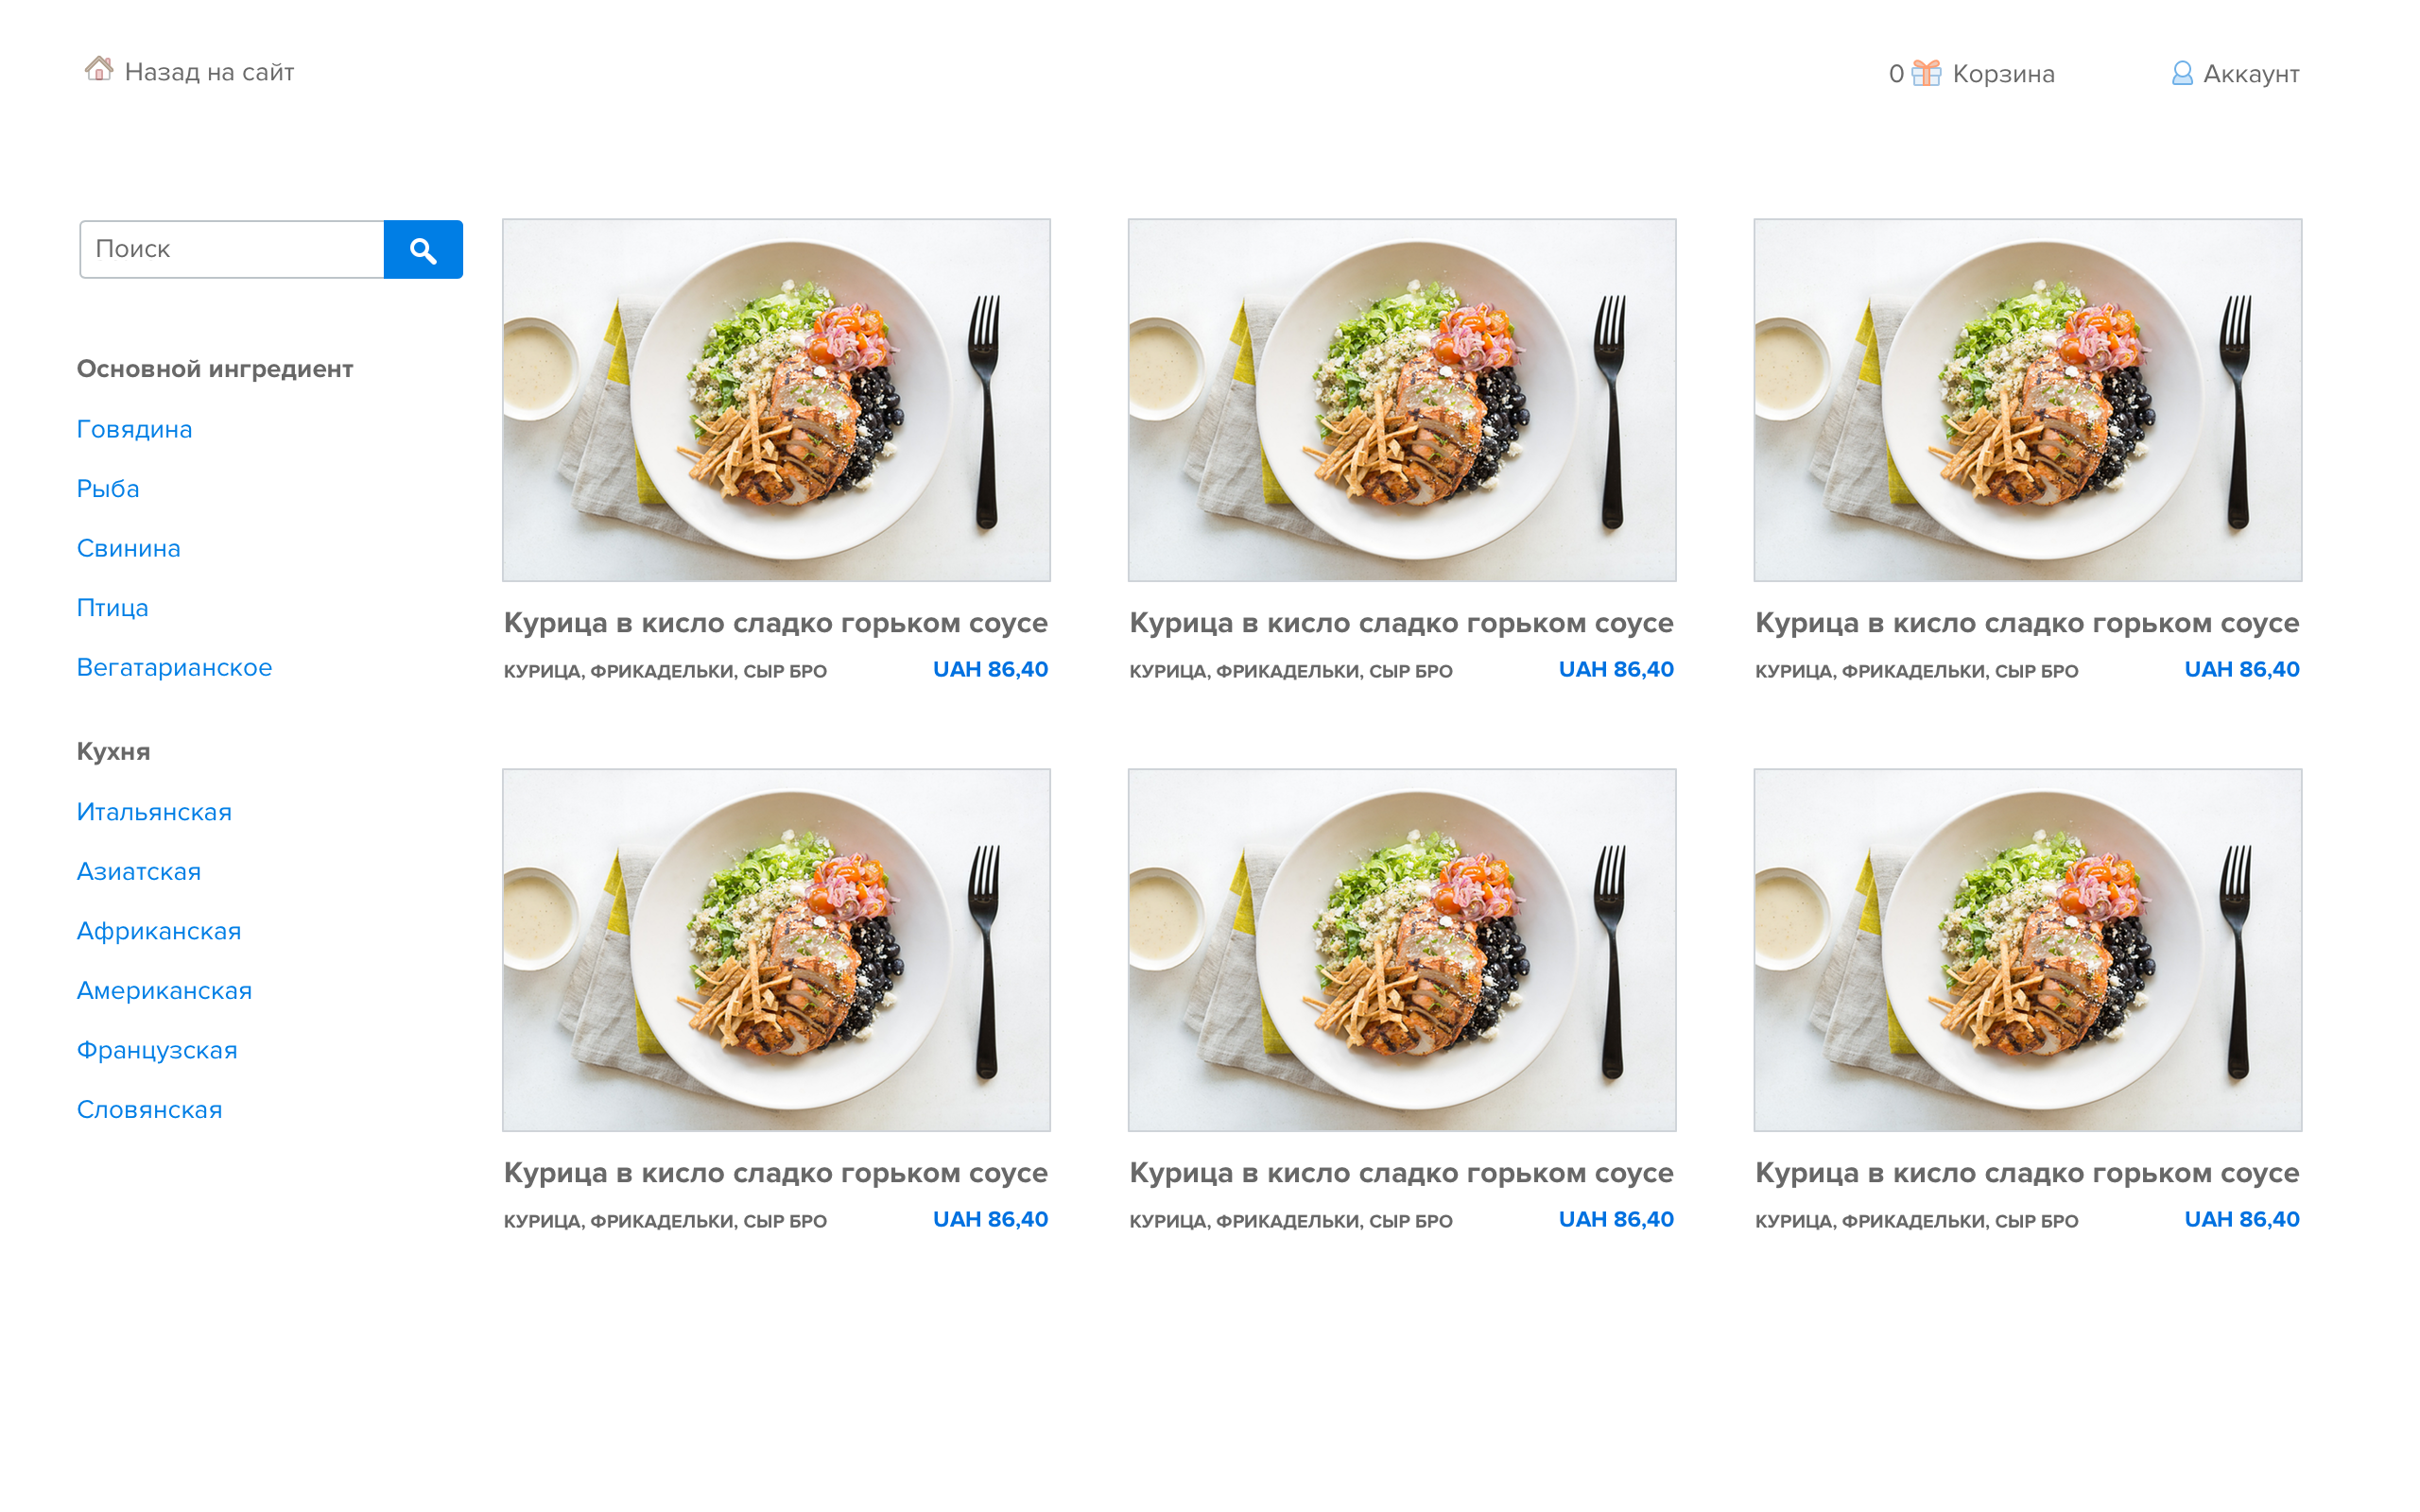 Назад на сайт
0 Корзина
Аккаунт
Поиск
Основной ингредиент
Говядина
Рыба
Свинина
Птица
Вегатарианское
Кухня
Итальянская
Азиатская
Африканская
Американская
Французская
Словянская
Курица в кисло сладко горьком соусе
КУРИЦА, ФРИКАДЕЛЬКИ, СЫР БРО
UAH 86,40
Курица в кисло сладко горьком соусе
КУРИЦА, ФРИКАДЕЛЬКИ, СЫР БРО
UAH 86,40
Курица в кисло сладко горьком соусе
КУРИЦА, ФРИКАДЕЛЬКИ, СЫР БРО
UAH 86,40
Курица в кисло сладко горьком соусе
КУРИЦА, ФРИКАДЕЛЬКИ, СЫР БРО
UAH 86,40
Курица в кисло сладко горьком соусе
КУРИЦА, ФРИКАДЕЛЬКИ, СЫР БРО
UAH 86,40
Курица в кисло сладко горьком соусе
КУРИЦА, ФРИКАДЕЛЬКИ, СЫР БРО
UAH 86,40